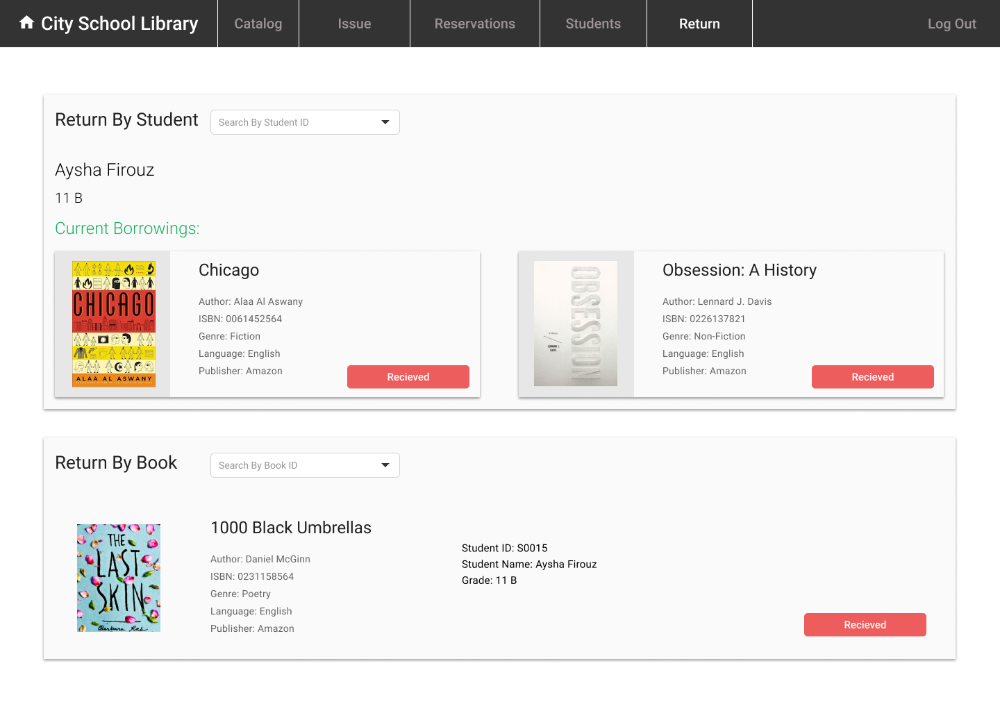 City School Library
Catalog
Issue
Reservations
Students
Return
Log Out
Return By Student
Search By Student ID
Aysha Firouz
11 B
Current Borrowings:
CHICAGO
ALAA AL ASWANY
Chicago
Author: Alaa Al Aswany
ISBN: 0061452564
Genre: Fiction
Language: English
Publisher: Amazon
Recieved
OBSESSION
A History
LENNARD J.
DAVIS
Obsession: A History
Author: Lennard J. Davis
ISBN: 0226137821
Genre: Non-Fiction
Language: English
Publisher: Amazon
Recieved
Return By Book
Search By Book ID
THE
LAST
SKIN
Barbara Ras
1000 Black Umbrellas
Author: Daniel McGinn
ISBN: 0231158564
Genre: Poetry
Language: English
Publisher: Amazon
Student ID: S0015
Student Name: Aysha Firouz
Grade: 11 B
Recieved